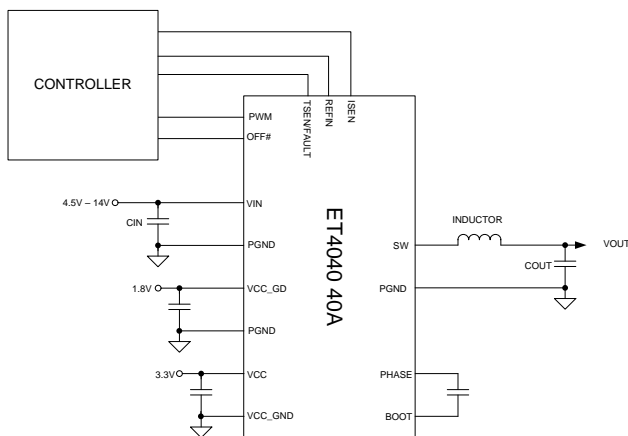 CONTROLLER
TSEN/FAULT
REFIN
ISEN
PWM
OFF#
4.5V – 14V
VIN
CIN
PGND
1.8V
VCC_GD
PGND
3.3V
VCC
VCC_GND
ET4040 40A
SW
INDUCTOR
VOUT
COUT
PGND
PHASE
BOOT